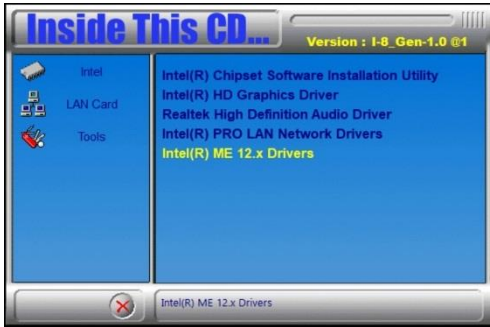 Inside This CD...
Version : I-8_Gen-1.0 @1
Intel
LAN Card
Tools
Intel(R) Chipset Software Installation Utility
Intel(R) HD Graphics Driver
Realtek High Definition Audio Driver
Intel(R) PRO LAN Network Drivers
Intel(R) ME 12.x Drivers
Intel(R) ME 12.x Drivers